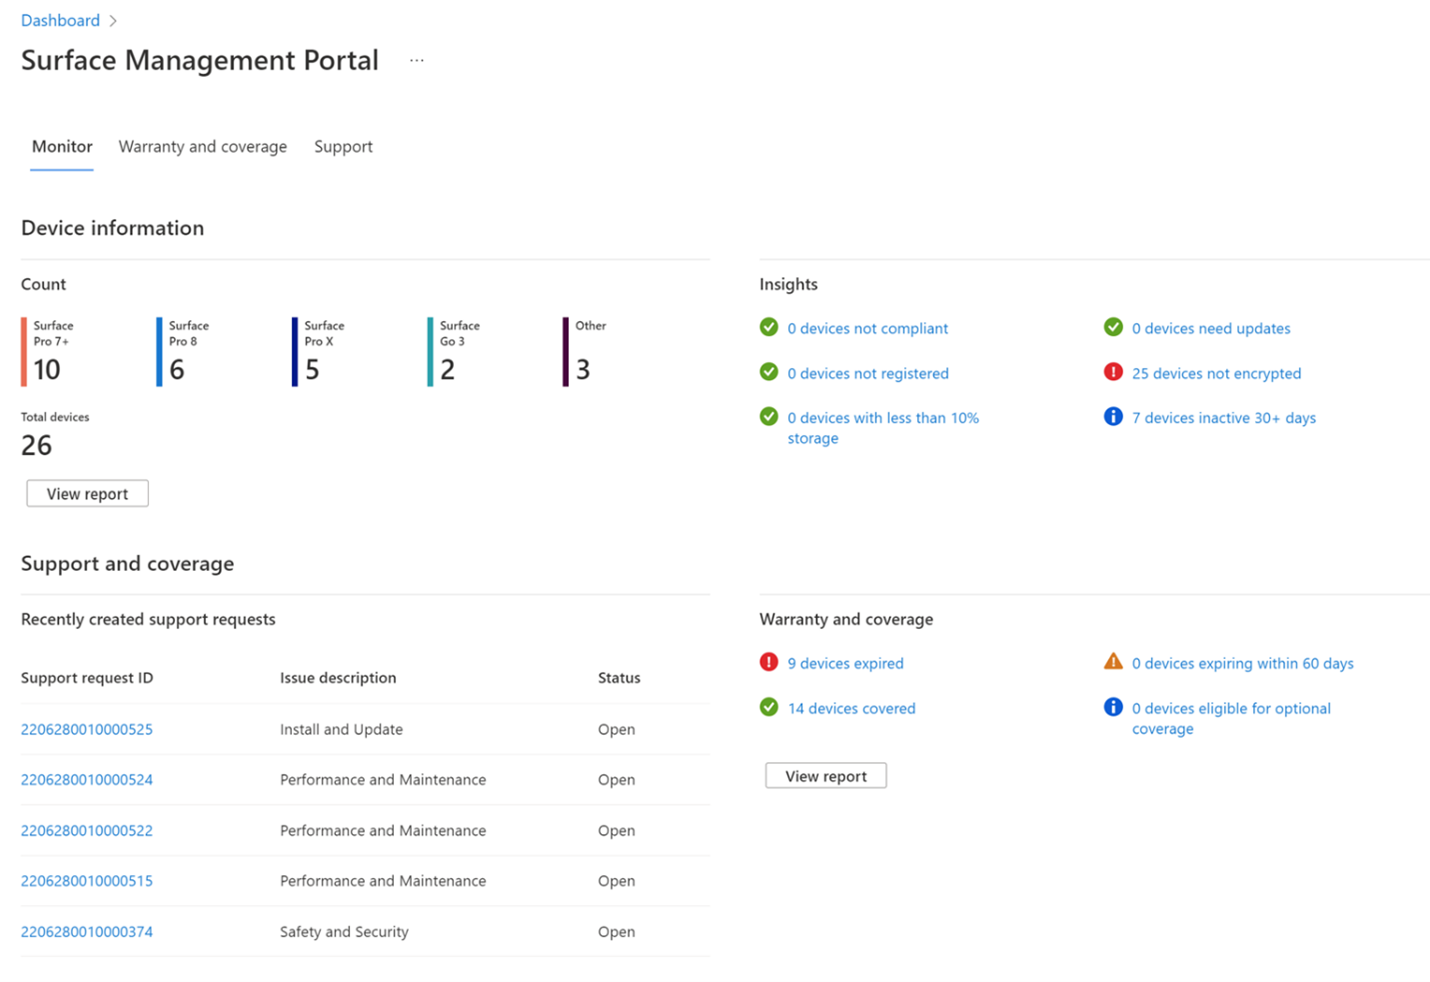 Dashboard >
Surface Management Portal ...
Monitor Warranty and coverage Support
Device information
Count
Surface
Pro 7+
10
Surface
Pro 8
6
Surface
Pro X
5
Surface
Go 3
2
Other
3
Total devices
26
View report
Insights
0 devices not compliant
0 devices need updates
0 devices not registered
25 devices not encrypted
0 devices with less than 10%
storage
7 devices inactive 30+ days
Support and coverage
Recently created support requests
Support request ID Issue description Status
2206280010000525 Install and Update Open
2206280010000524 Performance and Maintenance Open
2206280010000522 Performance and Maintenance Open
2206280010000515 Performance and Maintenance Open
2206280010000374 Safety and Security Open
Warranty and coverage
9 devices expired
0 devices expiring within 60 days
14 devices covered
0 devices eligible for optional
coverage
View report